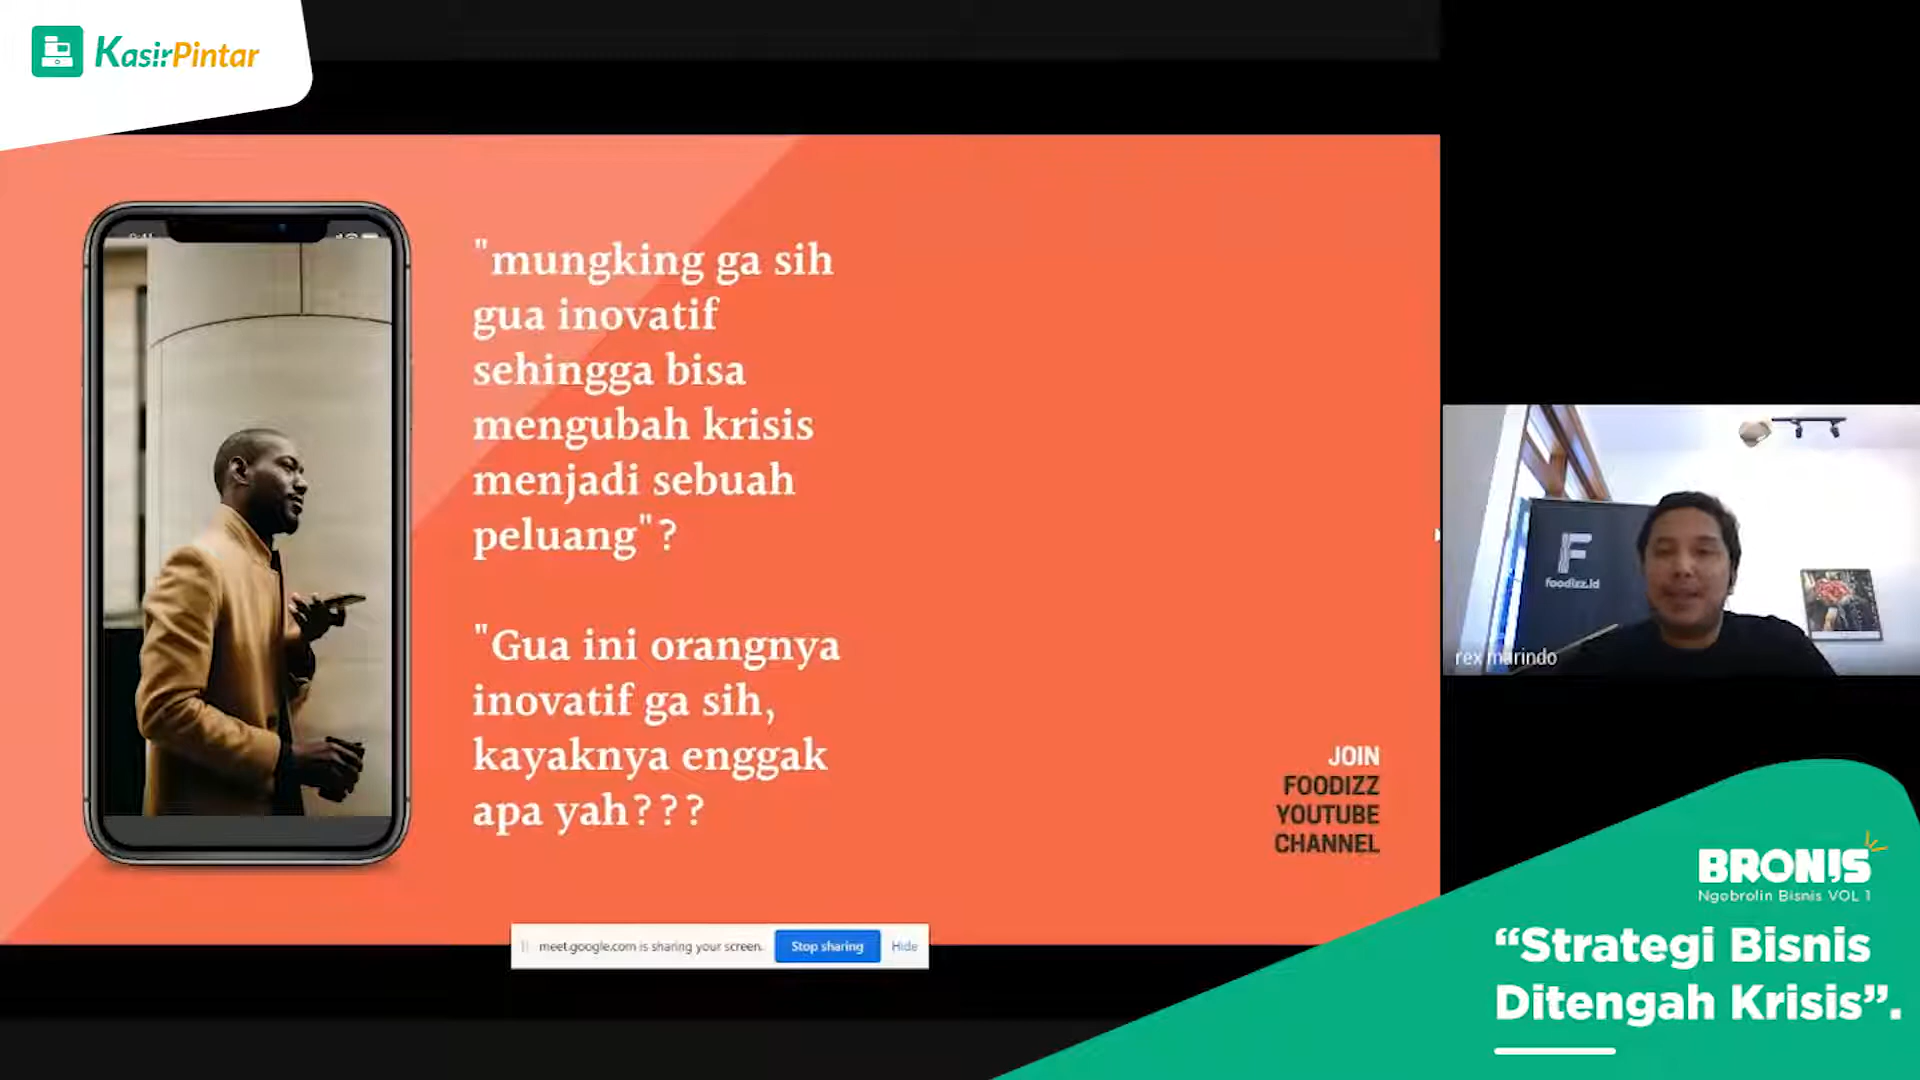 KasirPintar
"mungking ga sih
gua inovatif
sehingga bisa
mengubah krisis
menjadi sebuah
peluang"?
"Gua ini orangnya
inovatif ga sih,
kayaknya enggak
apa yah???
JOIN
FOODIZZ
YOUTUBE
CHANNEL
meet.google.com is sharing your screen.
Stop sharing
Hide
F
foodizz.id
rex marindo
BRONIS
Ngobrolin Bisnis VOL 1
“Strategi Bisnis
Ditengah Krisis”.